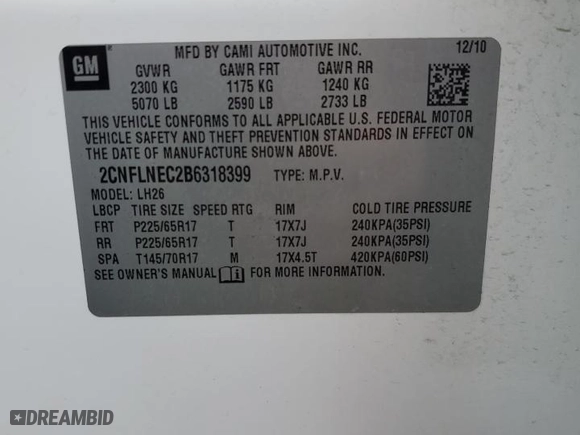 GM
MFD BY CAMI AUTOMOTIVE INC. 12/10
GVWR GAWR FRT GAWR RR
2300 KG 1175 KG 1240 KG
5070 LB 2590 LB 2733 LB
THIS VEHICLE CONFORMS TO ALL APPLICABLE U.S. FEDERAL MOTOR
VEHICLE SAFETY AND THEFT PREVENTION STANDARDS IN EFFECT ON
THE DATE OF MANUFACTURE SHOWN ABOVE.
2CNFLNEC2B6318399 TYPE: M.P.V.
MODEL: LH26
LBCP TIRE SIZE SPEED RTG RIM COLD TIRE PRESSURE
FRT P225/65R17 T 17X7J 240KPA(35PSI)
RR P225/65R17 T 17X7J 240KPA(35PSI)
SPA T145/70R17 M 17X4.5T 420KPA(60PSI)
SEE OWNER'S MANUAL FOR MORE INFORMATION.
DREAMBID